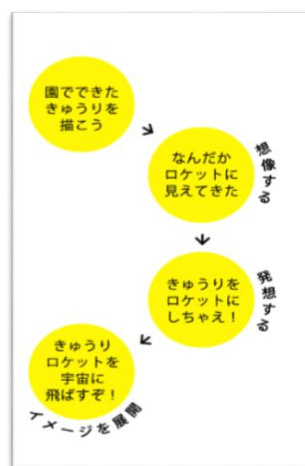 園でできた
きゅうりを
描こう
なんだか
ロケットに
見えてきた
想像する
きゅうりを
ロケットに
しちゃえ！
発想する
きゅうり
ロケットを
宇宙に
飛ばすぞ！
イメージを展開